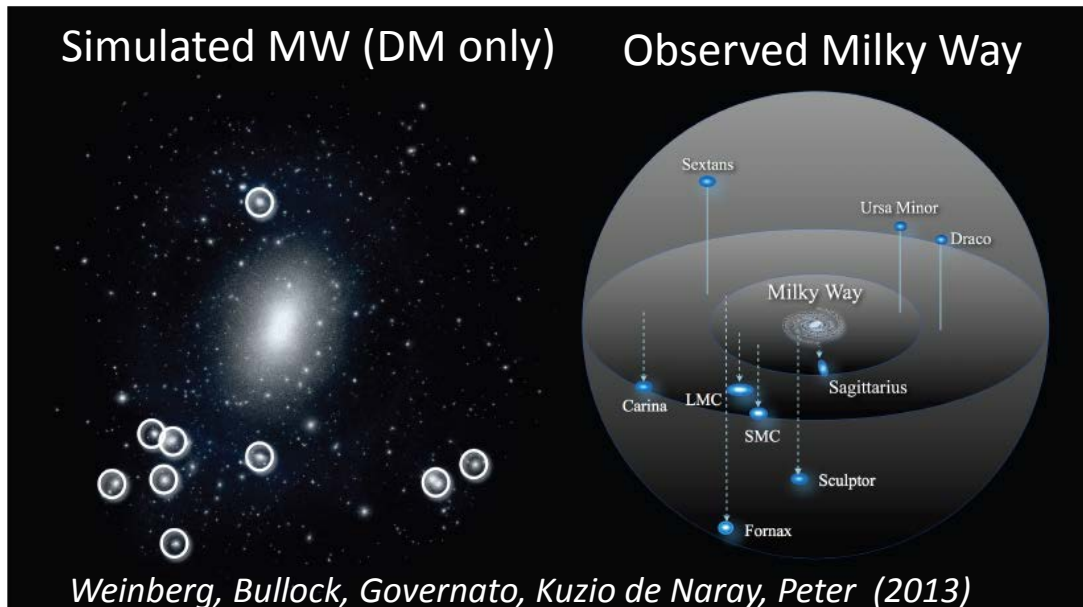 Simulated MW (DM only)
Observed Milky Way
Sextans
Ursa Minor
Draco
Milky Way
Sagittarius
Carina
LMC
SMC
Sculptor
Fornax
Weinberg, Bullock, Governato, Kuzio de Naray, Peter (2013)